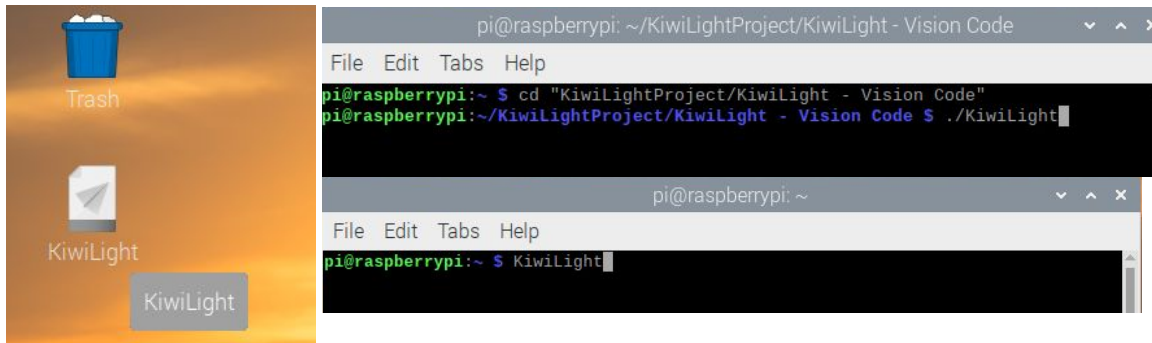 Trash
KiwiLight
KiwiLight
pi@raspberrypi: ~/KiwiLightProject/KiwiLight - Vision Code
File Edit Tabs Help
pi@raspberrypi:~ $ cd "KiwiLightProject/KiwiLight - Vision Code"
pi@raspberrypi:~/KiwiLightProject/KiwiLight - Vision Code $ ./KiwiLight
pi@raspberrypi: ~
File Edit Tabs Help
pi@raspberrypi:~ $ KiwiLight